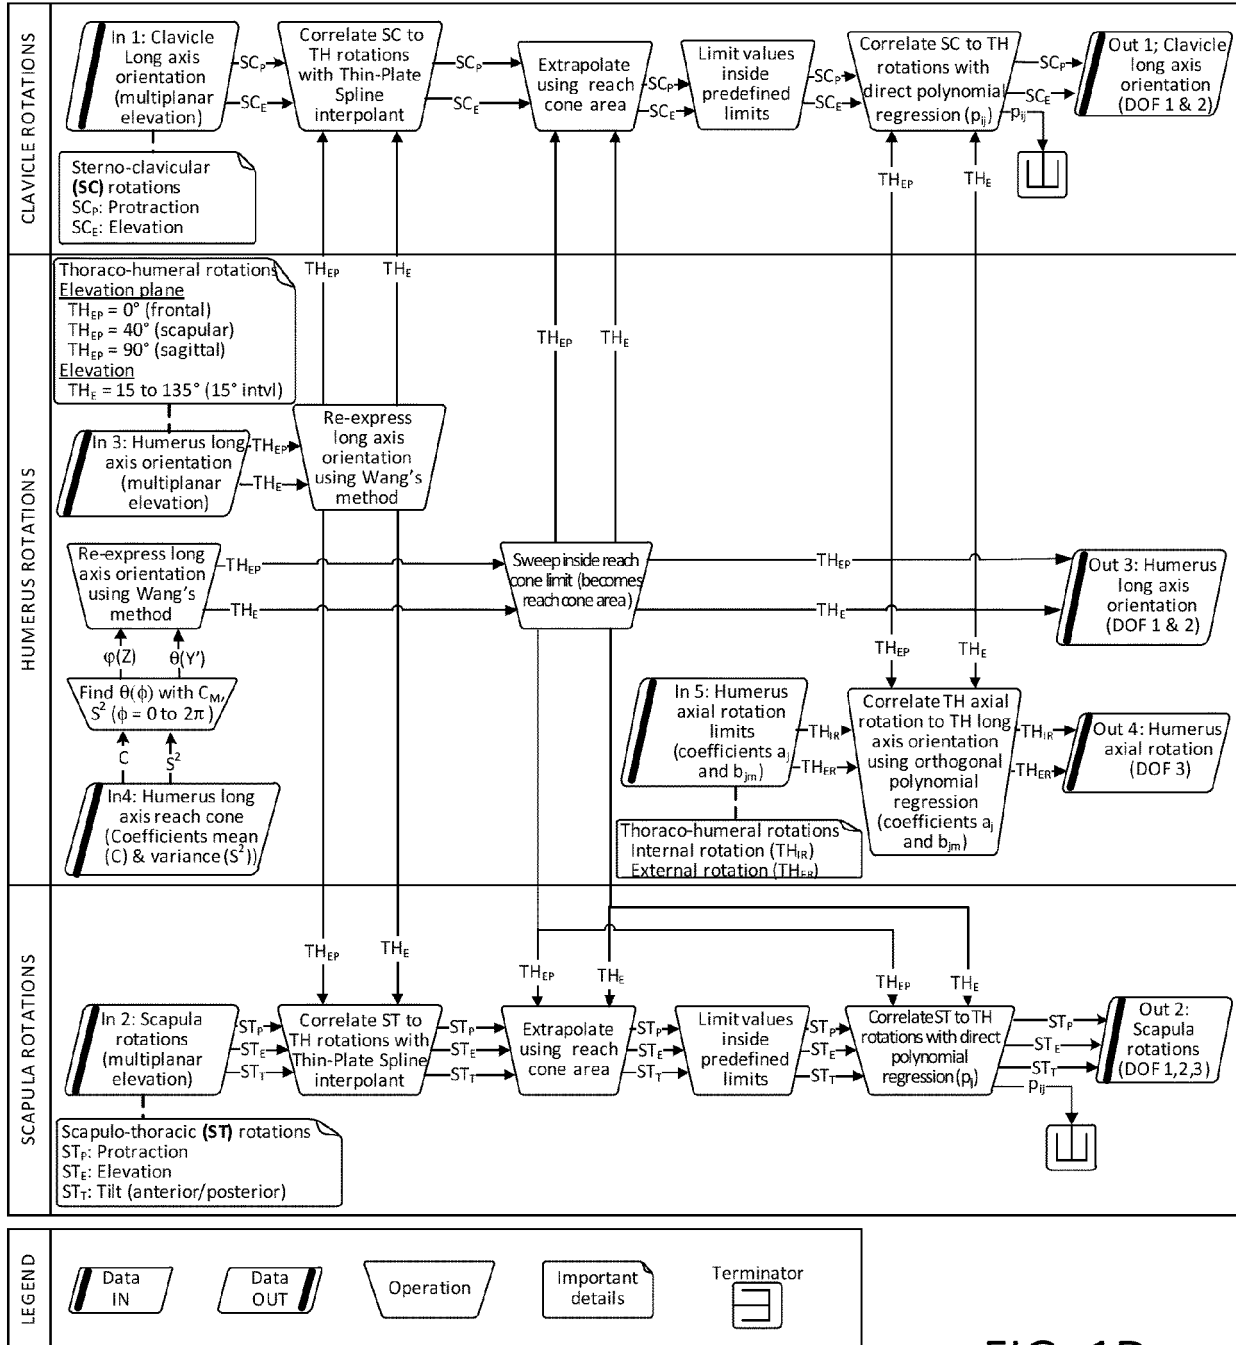 CLAVICLE ROTATIONS
In 1: Clavicle
Long axis
orientation
(multiplanar
elevation)
SCP
SCE
Correlate SC to
TH rotations
with Thin-Plate
Spline
interpolant
SCP
SCE
Extrapolate
using reach
cone area
SCP
SCE
Limit values
inside
predefined
limits
SCP
SCE
Correlate SC to TH
rotations with
direct polynomial
regression (pij)
SCP
SCE
pij
Out 1; Clavicle
long axis
orientation
(DOF 1 & 2)
Sterno-clavicular
(SC) rotations
SCP: Protraction
SCE: Elevation
THEP
THE
HUMERUS ROTATIONS
Thoraco-humeral rotations
Elevation plane
THEP = 0° (frontal)
THEP = 40° (scapular)
THEP = 90° (sagittal)
Elevation
THE = 15 to 135° (15° intvl)
THEP
THE
THEP
THE
In 3: Humerus long
axis orientation
(multiplanar
elevation)
THEP
THE
Re-express
long axis
orientation
using Wang's
method
Re-express long
axis orientation
using Wang's
method
THEP
THE
Sweep inside reach
cone limit (becomes
reach cone area)
THEP
THE
Out 3: Humerus
long axis
orientation
(DOF 1 & 2)
φ(Z)
θ(Y')
THEP
THE
Find θ(ϕ) with CM,
S² (ϕ = 0 to 2π )
C
S²
In4: Humerus long
axis reach cone
(Coefficients mean
(C) & variance (S²))
In 5: Humerus
axial rotation
limits
(coefficients aj
and bjm)
THIR
THER
Correlate TH axial
rotation to TH long
axis orientation
using orthogonal
polynomial
regression
(coefficients aj
and bjm)
THIR
THER
Out 4: Humerus
axial rotation
(DOF 3)
Thoraco-humeral rotations
Internal rotation (THIR)
External rotation (THER)
SCAPULA ROTATIONS
THEP
THE
THEP
THE
THEP
THE
In 2: Scapula
rotations
(multiplanar
elevation)
STP
STE
STT
Correlate ST to
TH rotations with
Thin-Plate Spline
interpolant
STP
STE
STT
Extrapolate
using reach
cone area
STP
STE
STT
Limit values
inside
predefined
limits
STP
STE
STT
Correlate ST to TH
rotations with direct
polynomial
regression (pij)
STP
STE
STT
pij
Out 2:
Scapula
rotations
(DOF 1,2,3)
Scapulo-thoracic (ST) rotations
STP: Protraction
STE: Elevation
STT: Tilt (anterior/posterior)
LEGEND
Data
IN
Data
OUT
Operation
Important
details
Terminator